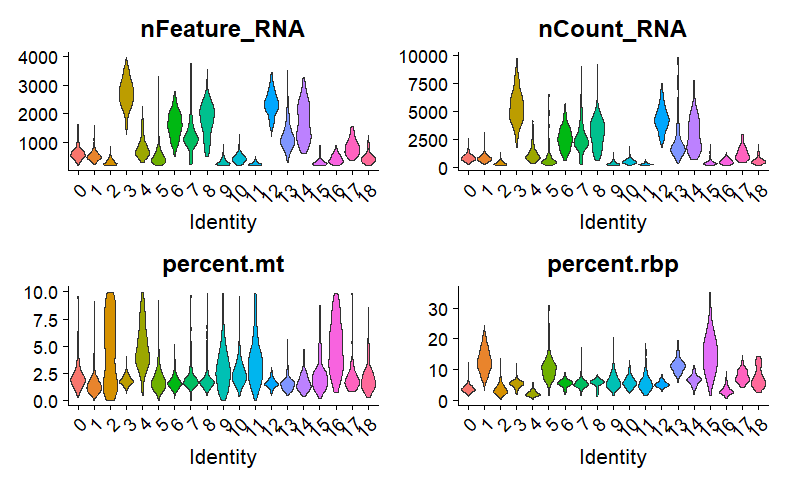 nFeature_RNA
4000
3000
2000
1000
0 1 2 3 4 5 6 7 8 9 10 11 12 13 14 15 16 17 18
Identity
nCount_RNA
10000
7500
5000
2500
0
0 1 2 3 4 5 6 7 8 9 10 11 12 13 14 15 16 17 18
Identity
percent.mt
10.0
7.5
5.0
2.5
0.0
0 1 2 3 4 5 6 7 8 9 10 11 12 13 14 15 16 17 18
Identity
percent.rbp
30
20
10
0
0 1 2 3 4 5 6 7 8 9 10 11 12 13 14 15 16 17 18
Identity